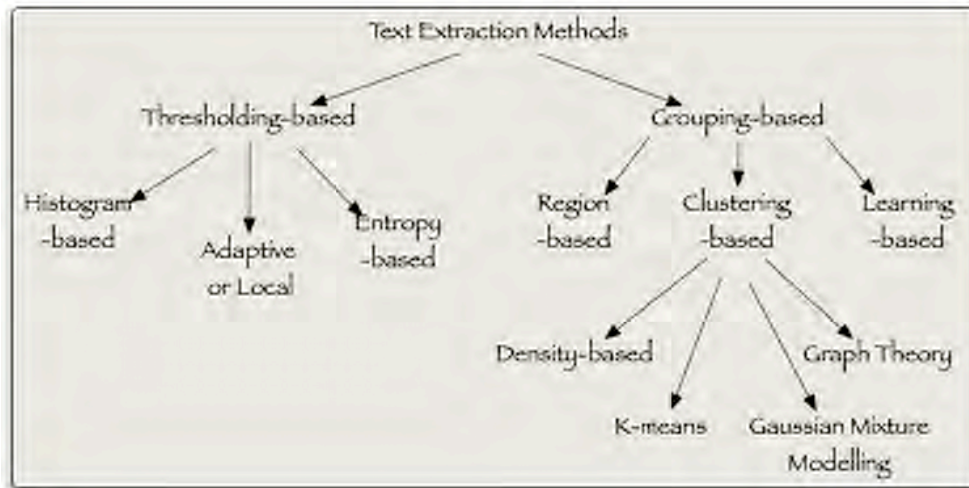 Text Extraction Methods
Thresholding-based
Grouping-based
Histogram
-based
Adaptive
or Local
Entropy
-based
Region
-based
Clustering
-based
Learning
-based
Density-based
K-means
Gaussian Mixture
Modelling
Graph Theory